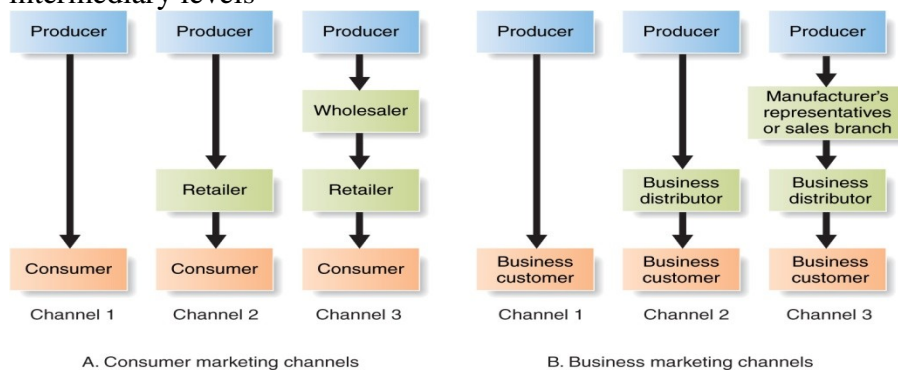 intermediary levels
Producer Producer Producer Producer Producer Producer
Wholesaler
Manufacturer's
representatives
or sales branch
Retailer Retailer Business
distributor Business
distributor
Consumer Consumer Consumer Business
customer Business
customer Business
customer
Channel 1 Channel 2 Channel 3 Channel 1 Channel 2 Channel 3
A. Consumer marketing channels B. Business marketing channels